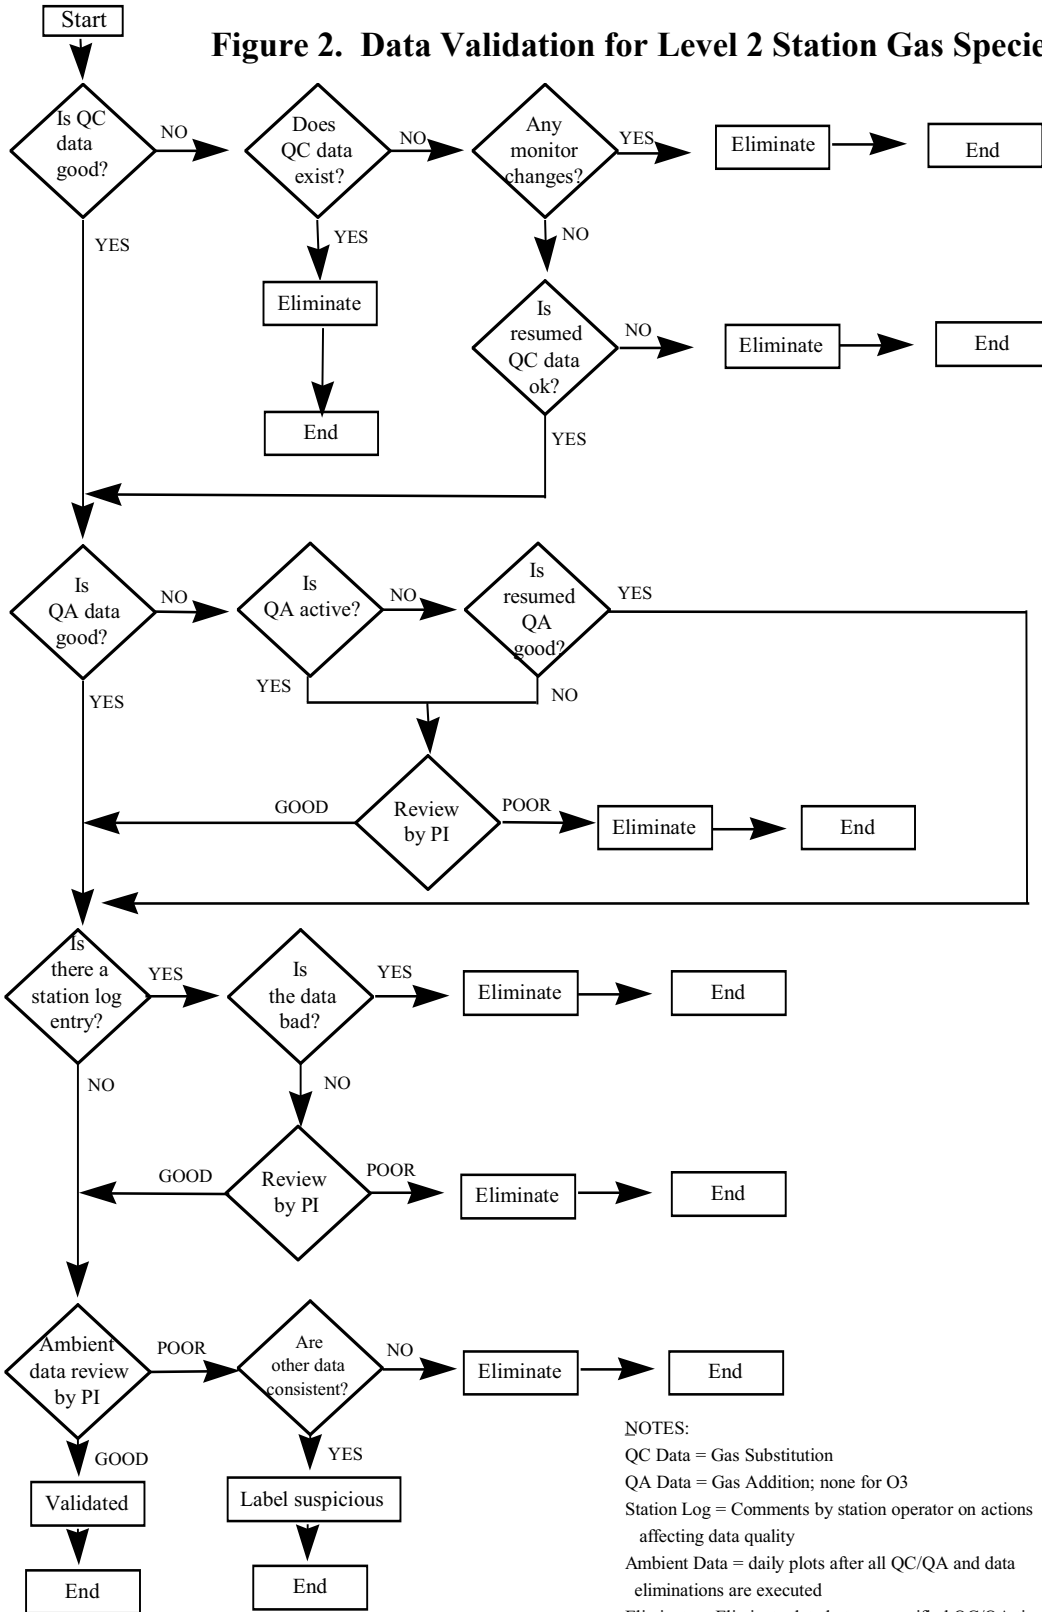 Start
Figure 2. Data Validation for Level 2 Station Gas Specie
Is QC
data
good?
NO
Does
QC data
exist?
NO
Any
monitor
changes?
YES
Eliminate
End
YES
YES
NO
Eliminate
Is
resumed
QC data
ok?
NO
Eliminate
End
End
YES
Is
QA data
good?
NO
Is
QA active?
NO
Is
resumed
QA
good?
YES
YES
YES
NO
GOOD
Review
by PI
POOR
Eliminate
End
Is
there a
station log
entry?
YES
Is
the data
bad?
YES
Eliminate
End
NO
NO
GOOD
Review
by PI
POOR
Eliminate
End
Ambient
data review
by PI
POOR
Are
other data
consistent?
NO
Eliminate
End
GOOD
YES
Validated
Label suspicious
End
End
NOTES:
QC Data = Gas Substitution
QA Data = Gas Addition; none for O3
Station Log = Comments by station operator on actions
affecting data quality
Ambient Data = daily plots after all QC/QA and data
eliminations are executed